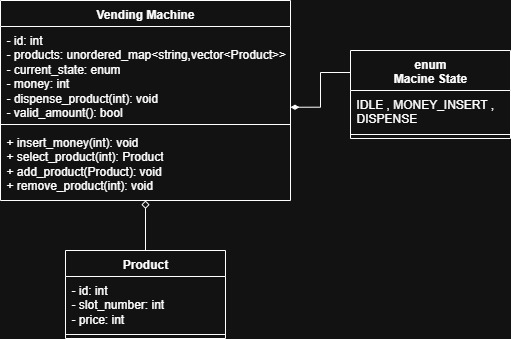 Vending Machine
- id: int
- products: unordered_map<string,vector<Product>>
- current_state: enum
- money: int
- dispense_product(int): void
- valid_amount(): bool
+ insert_money(int): void
+ select_product(int): Product
+ add_product(Product): void
+ remove_product(int): void
enum
Macine State
IDLE , MONEY_INSERT ,
DISPENSE
Product
- id: int
- slot_number: int
- price: int